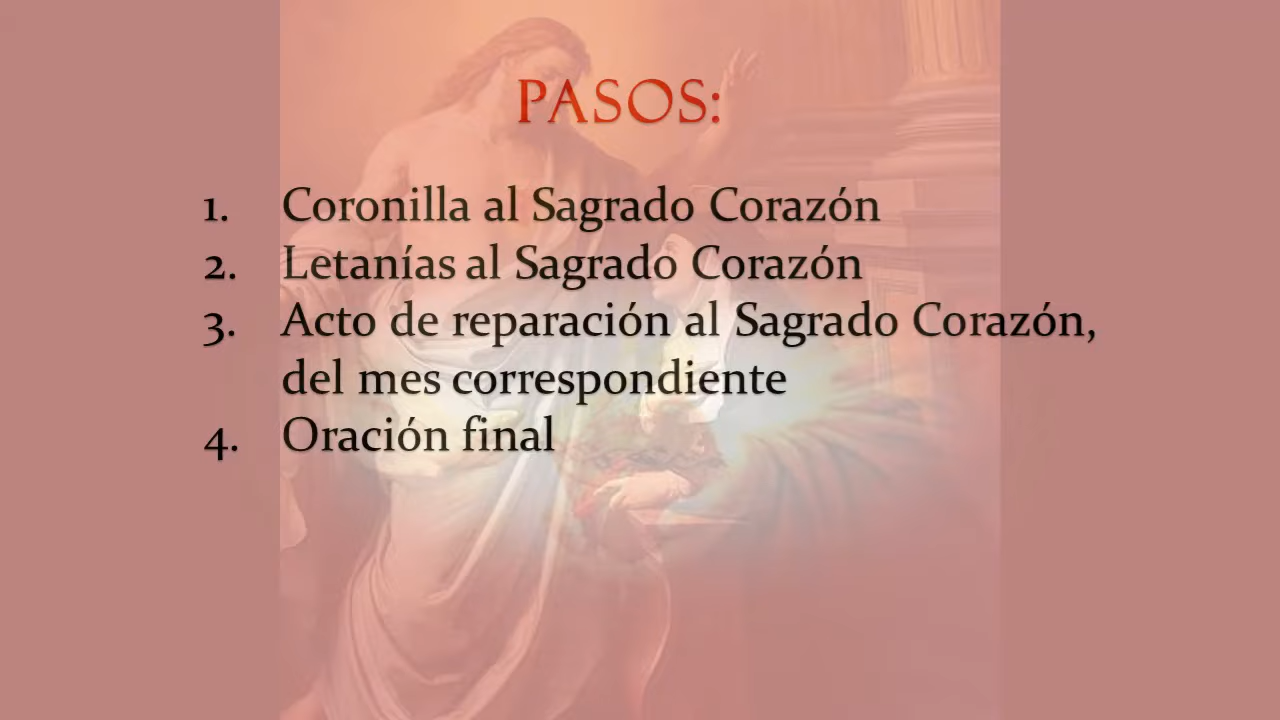 PASOS:
1. Coronilla al Sagrado Corazón
2. Letanías al Sagrado Corazón
3. Acto de reparación al Sagrado Corazón,
del mes correspondiente
4. Oración final